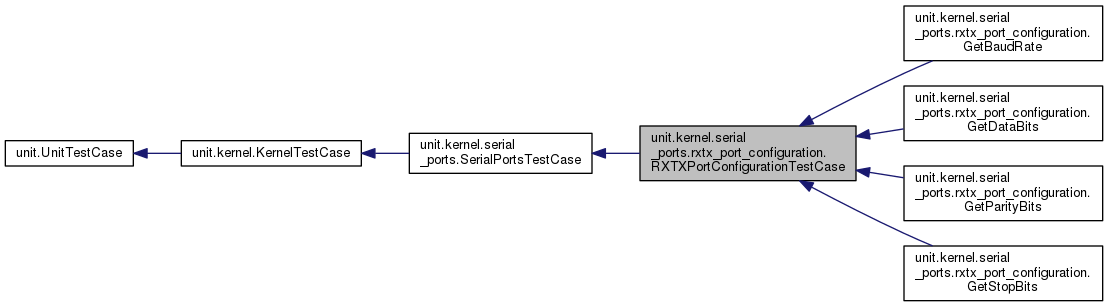 unit.UnitTestCase
unit.kernel.KernelTestCase
unit.kernel.serial
_ports.SerialPortsTestCase
unit.kernel.serial
_ports.rxtx_port_configuration.
RXTXPortConfigurationTestCase
unit.kernel.serial
_ports.rxtx_port_configuration.
GetBaudRate
unit.kernel.serial
_ports.rxtx_port_configuration.
GetDataBits
unit.kernel.serial
_ports.rxtx_port_configuration.
GetParityBits
unit.kernel.serial
_ports.rxtx_port_configuration.
GetStopBits